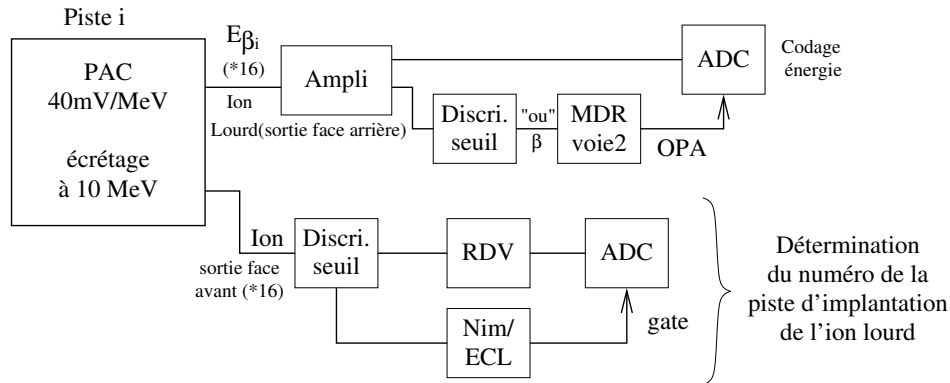 Piste i
PAC
40mV/MeV
écrétage
à 10 MeV
Eβi
(*16)
Ion
Lourd(sortie face arrière)
Ampli
Discri.
seuil
"ou"
β
MDR
voie2
OPA
ADC
Codage
énergie
Ion
sortie face
avant (*16)
Discri.
seuil
RDV
ADC
Nim/
ECL
gate
Détermination
du numéro de la
piste d'implantation
de l'ion lourd